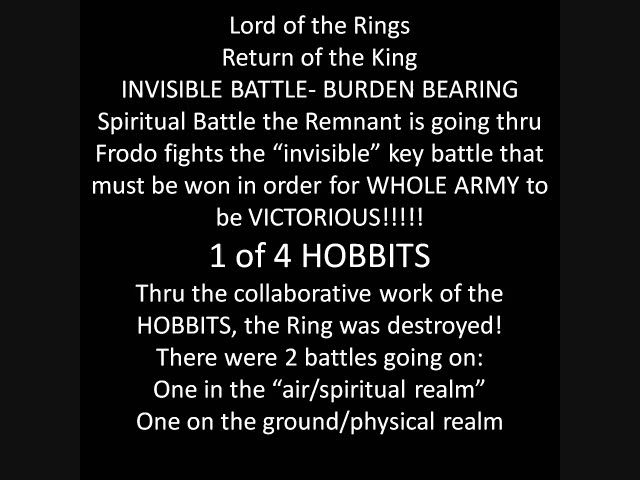 Lord of the Rings
Return of the King
INVISIBLE BATTLE- BURDEN BEARING
Spiritual Battle the Remnant is going thru
Frodo fights the “invisible” key battle that
must be won in order for WHOLE ARMY to
be VICTORIOUS!!!!!
1 of 4 HOBBITS
Thru the collaborative work of the
HOBBITS, the Ring was destroyed!
There were 2 battles going on:
One in the “air/spiritual realm”
One on the ground/physical realm